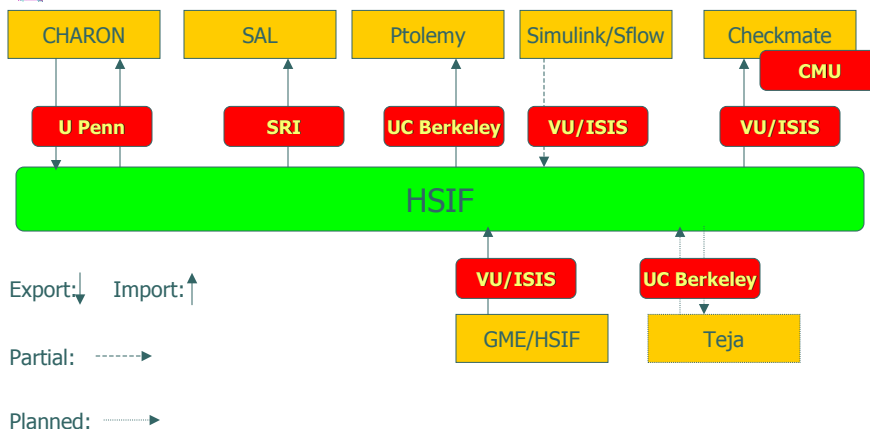 CHARON
SAL
Ptolemy
Simulink/Sflow
Checkmate
CMU
U Penn
SRI
UC Berkeley
VU/ISIS
VU/ISIS
HSIF
VU/ISIS
UC Berkeley
Export:
Import:
GME/HSIF
Teja
Partial:
Planned: